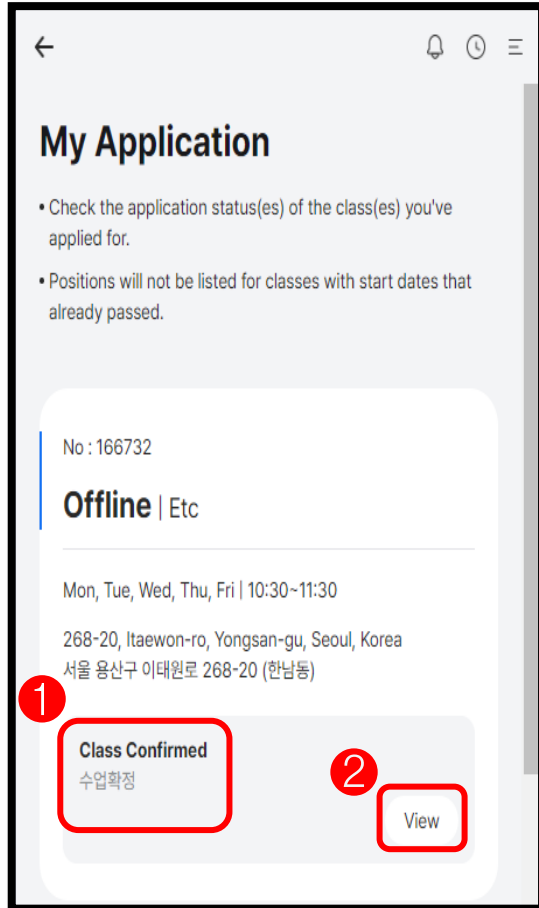 My Application
• Check the application status(es) of the class(es) you've
applied for.
• Positions will not be listed for classes with start dates that
already passed.
No : 166732
Offline | Etc
Mon, Tue, Wed, Thu, Fri | 10:30~11:30
268-20, Itaewon-ro, Yongsan-gu, Seoul, Korea
서울 용산구 이태원로 268-20 (한남동)
1
Class Confirmed
수업확정
2
View